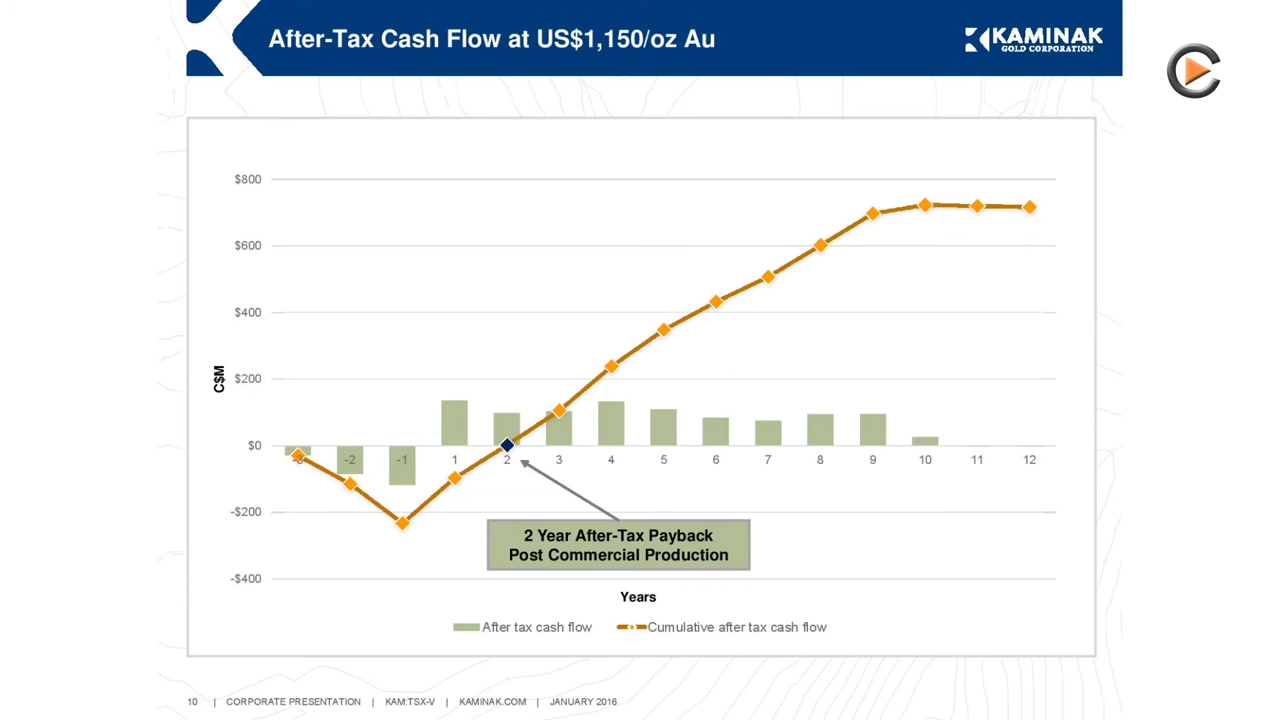 After-Tax Cash Flow at US$1,150/oz Au
KAMINAK
GOLD CORPORATION
$800
$600
$400
$200
$0
-$200
-$400
C$M
-3
-2
-1
1
2
3
4
5
6
7
8
9
10
11
12
2 Year After-Tax Payback
Post Commercial Production
Years
After tax cash flow
Cumulative after tax cash flow
10 | CORPORATE PRESENTATION | KAM:TSX-V | KAMINAK.COM | JANUARY 2016